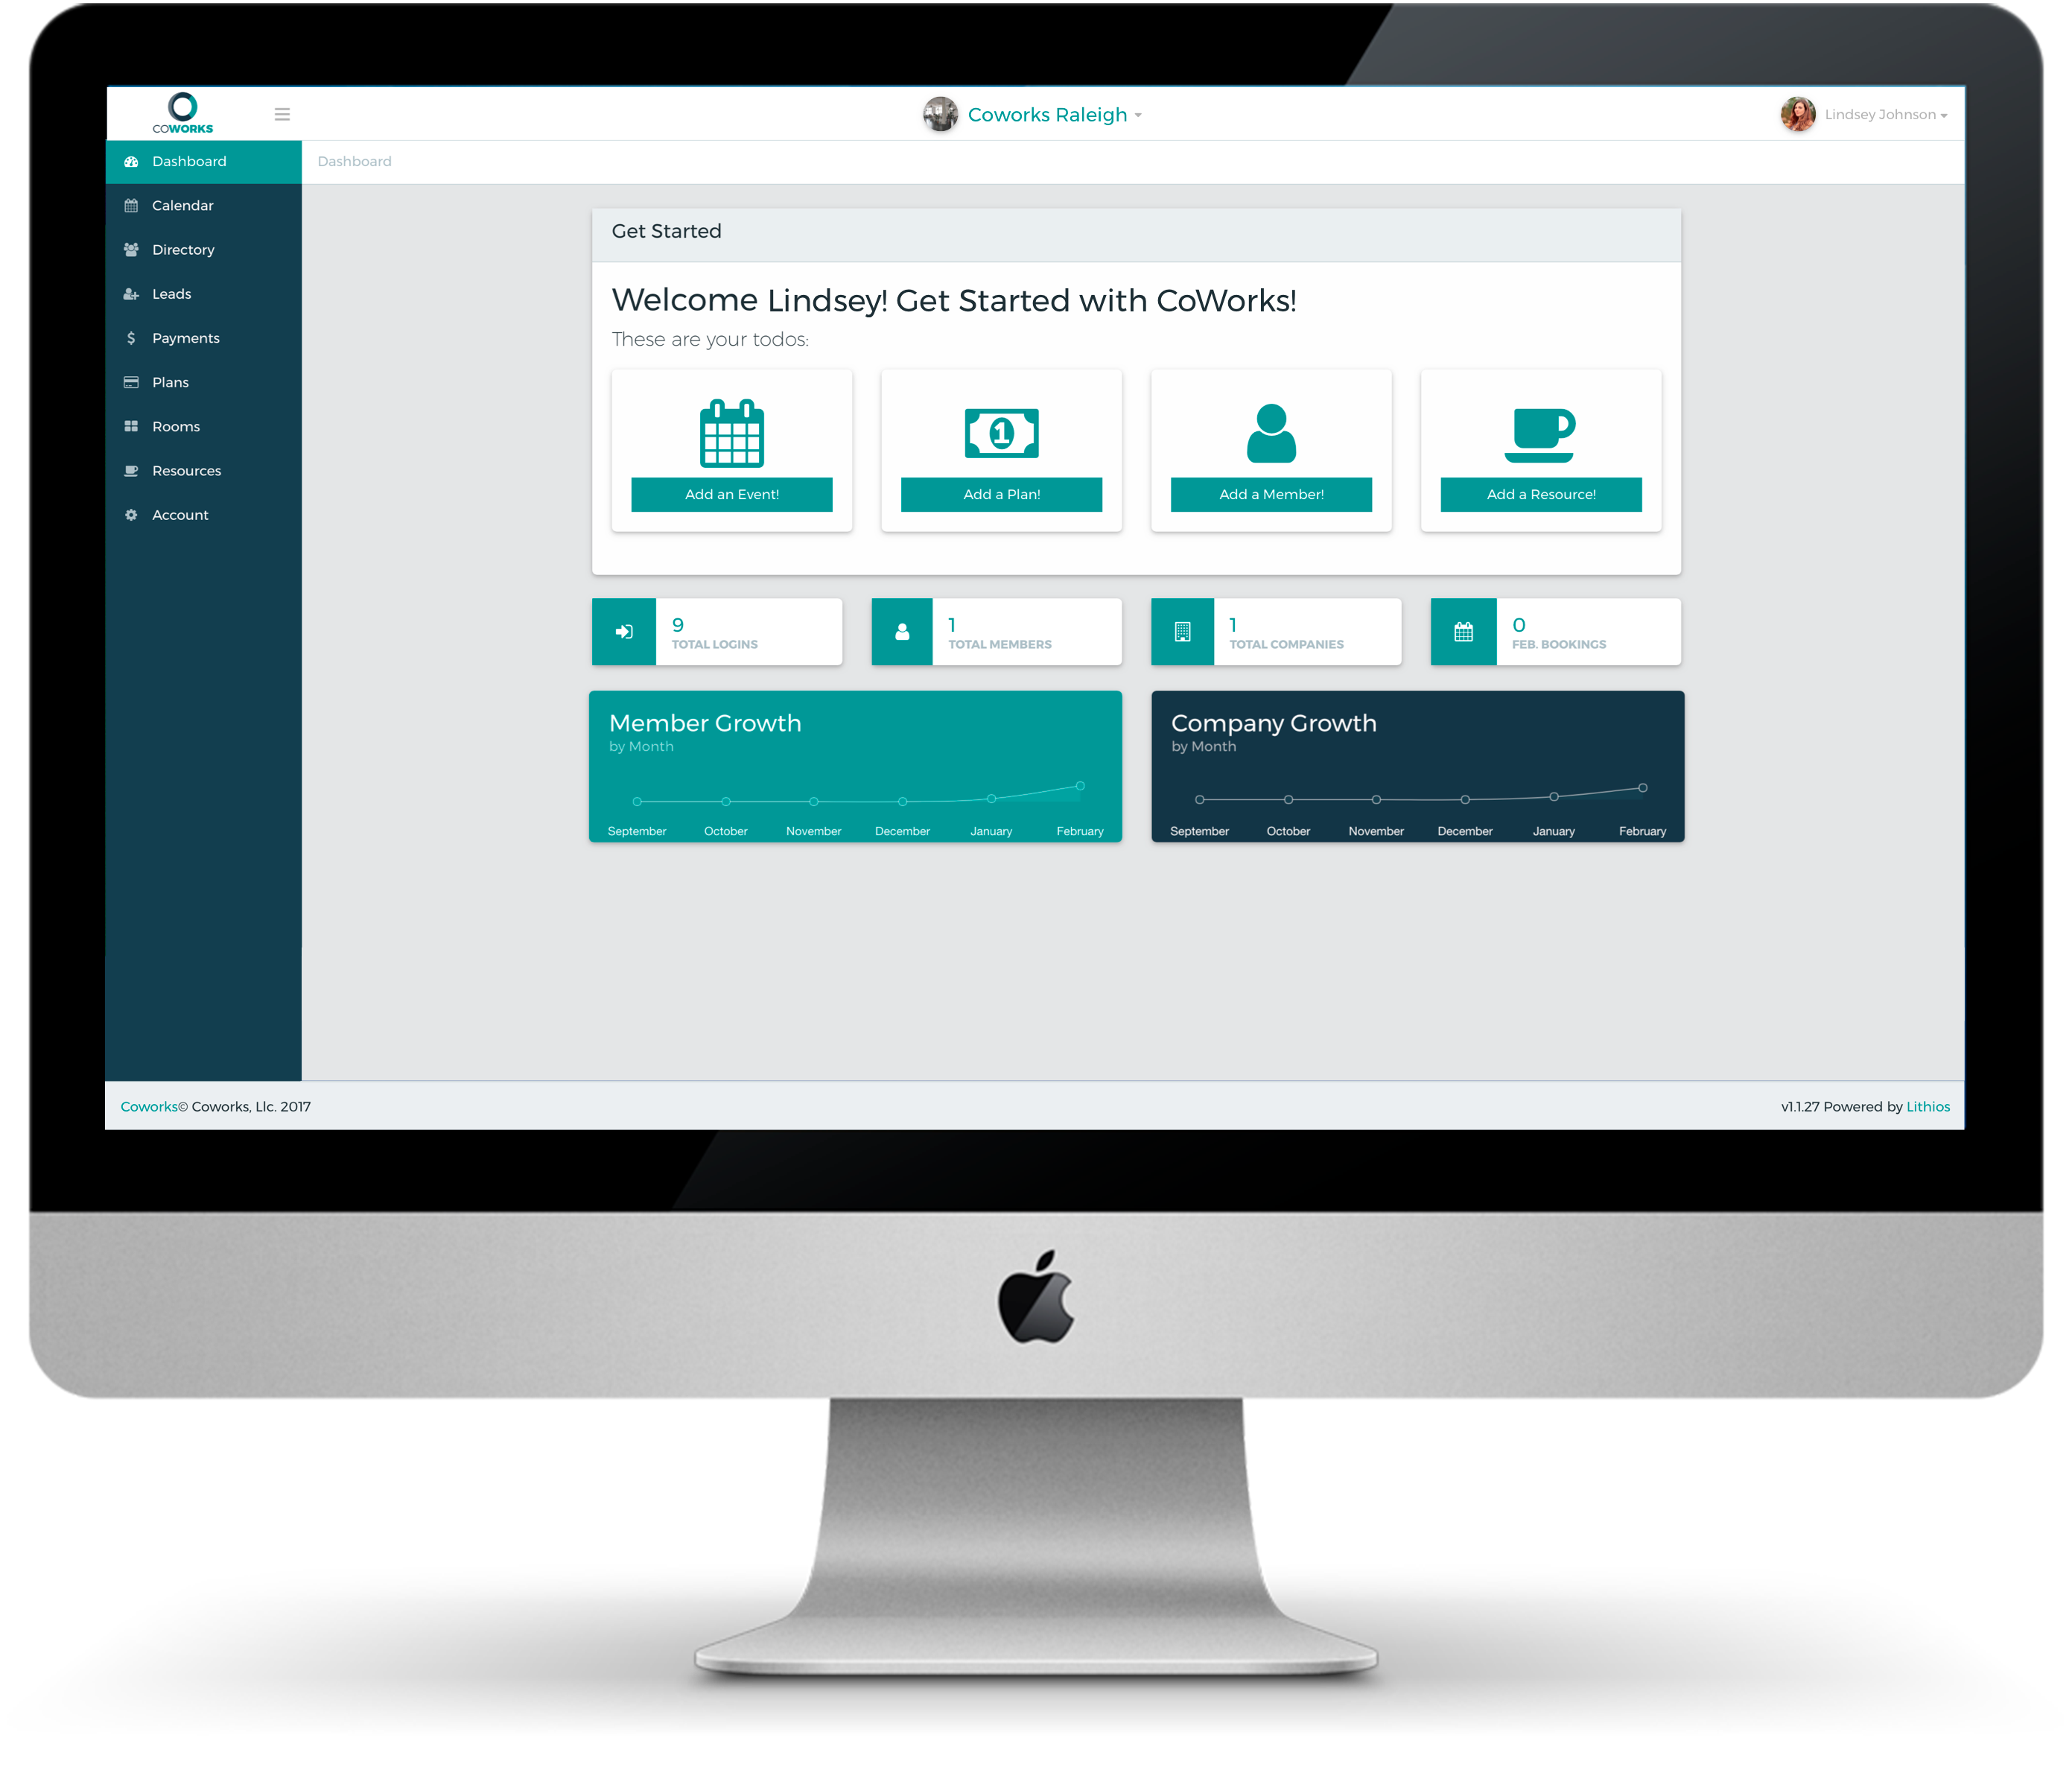 COWORKS
Coworks Raleigh
Lindsey Johnson
Dashboard
Dashboard
Calendar
Directory
Leads
Payments
Plans
Rooms
Resources
Account
Get Started
Welcome Lindsey! Get Started with CoWorks!
These are your todos:
Add an Event!
1
Add a Plan!
Add a Member!
Add a Resource!
9
TOTAL LOGINS
1
TOTAL MEMBERS
1
TOTAL COMPANIES
0
FEB. BOOKINGS
Member Growth
by Month
September October November December January February
Company Growth
by Month
September October November December January February
Coworks© Coworks, Llc. 2017
v1.1.27 Powered by Lithios